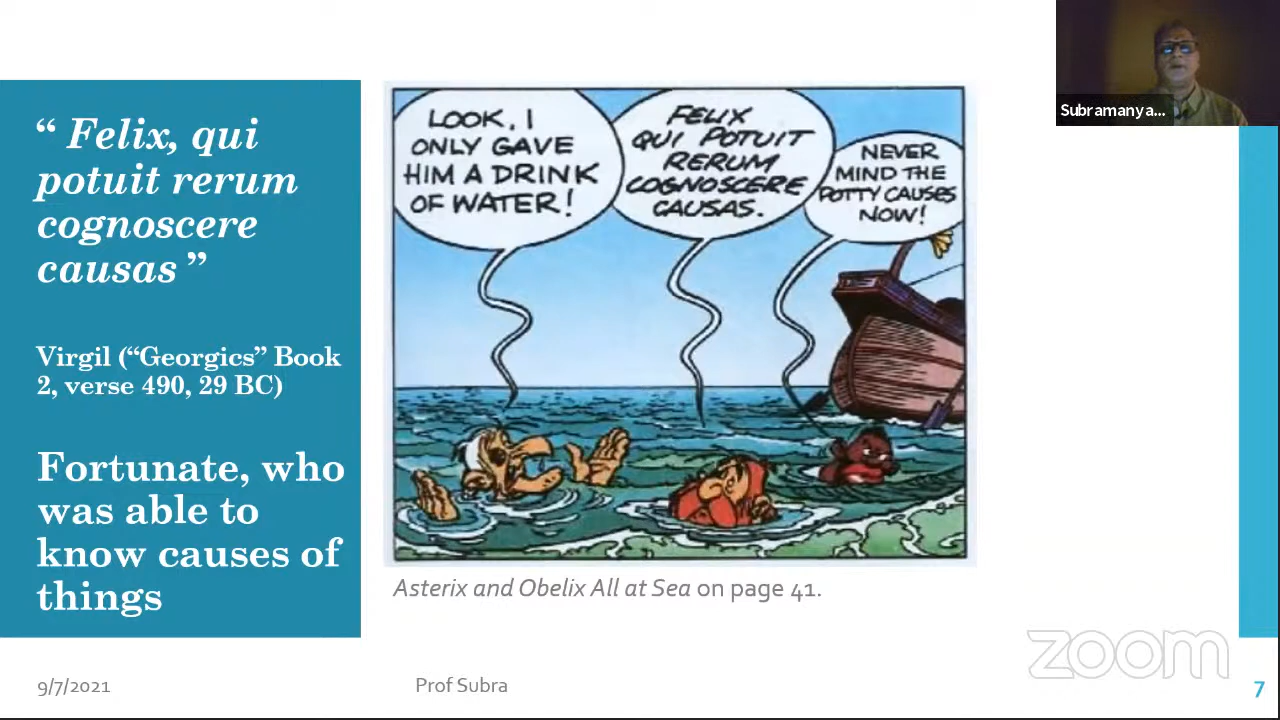 “ Felix, qui
potuit rerum
cognoscere
causas ”
Virgil (“Georgics” Book
2, verse 490, 29 BC)
Fortunate, who
was able to
know causes of
things
LOOK, I
ONLY GAVE
HIM A DRINK
OF WATER!
FELIX
QUI POTUIT
RERUM
COGNOSCERE
CAUSAS.
NEVER
MIND THE
POTTY CAUSES
NOW!
Asterix and Obelix All at Sea on page 41.
Subramanya...
zoom
9/7/2021
Prof Subra
7